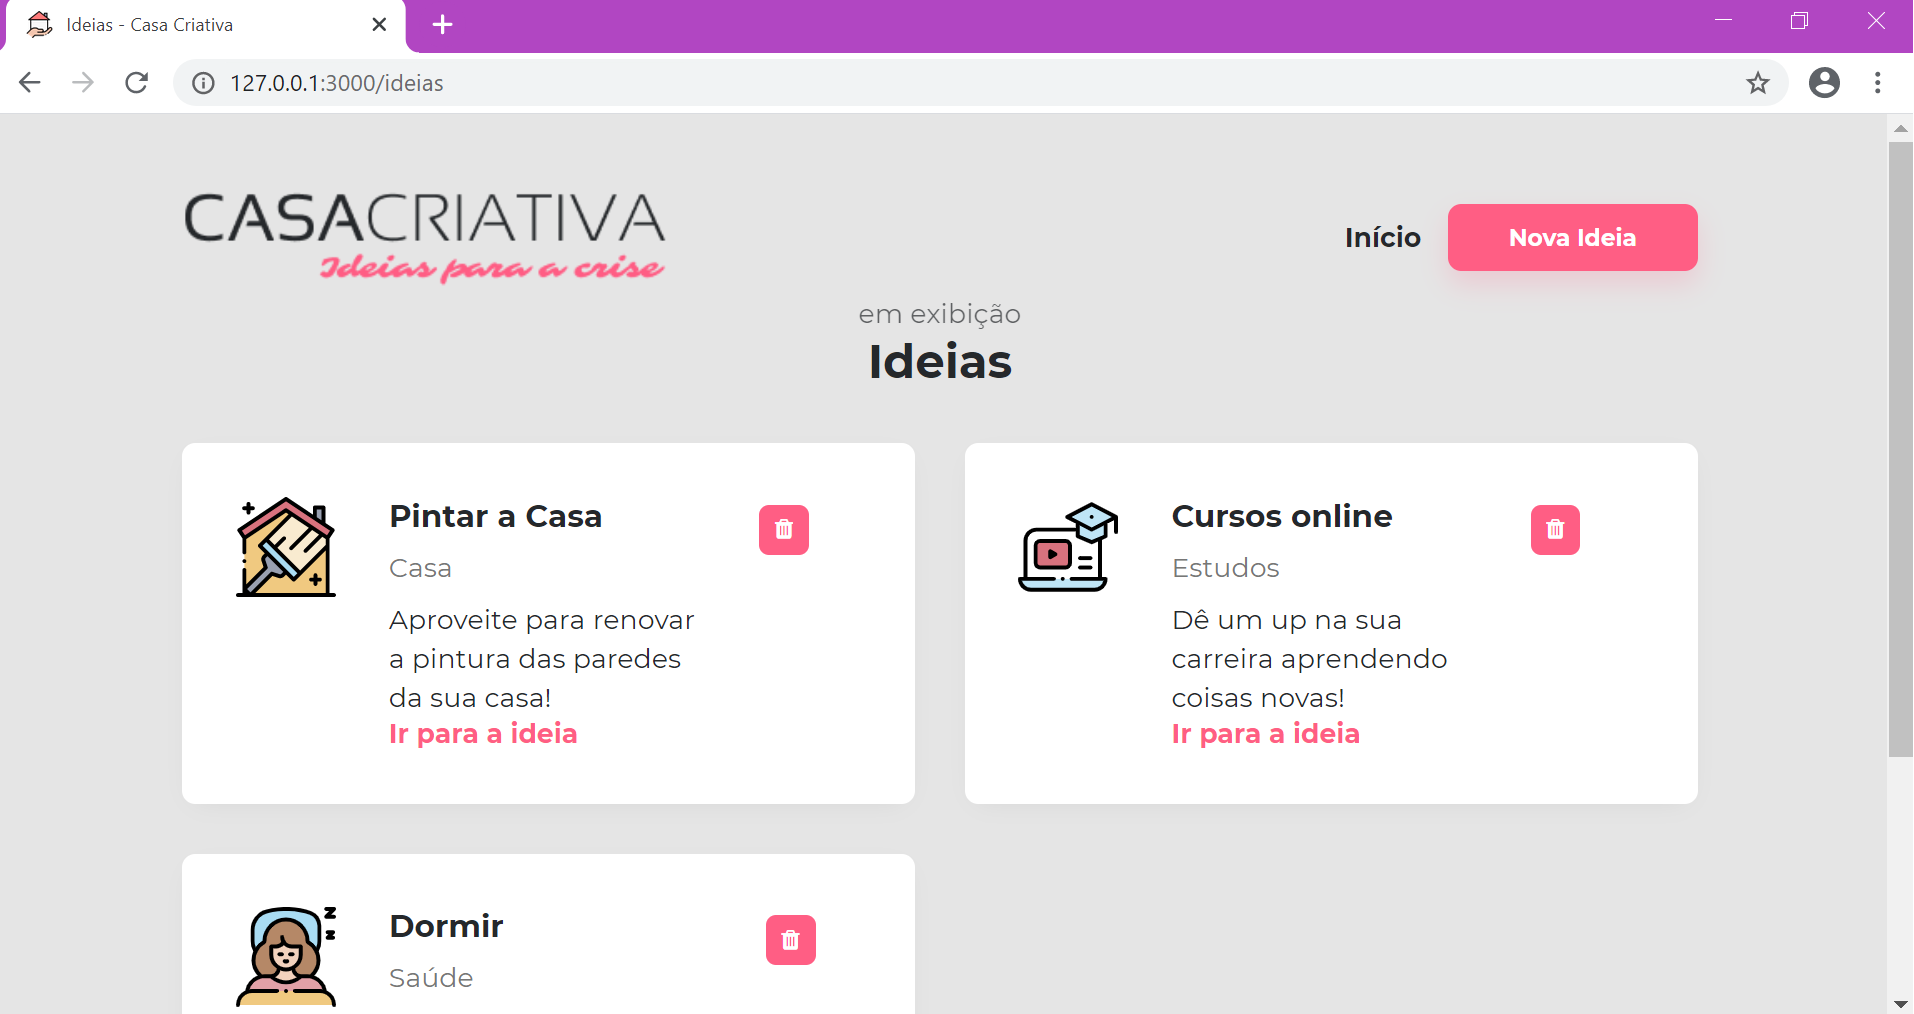 Ideias - Casa Criativa
127.0.0.1:3000/ideias
CASACRIATIVA
Ideias para a crise
Início
Nova Ideia
em exibição
Ideias
Pintar a Casa
Casa
Aproveite para renovar
a pintura das paredes
da sua casa!
Ir para a ideia
Cursos online
Estudos
Dê um up na sua
carreira aprendendo
coisas novas!
Ir para a ideia
Dormir
Saúde